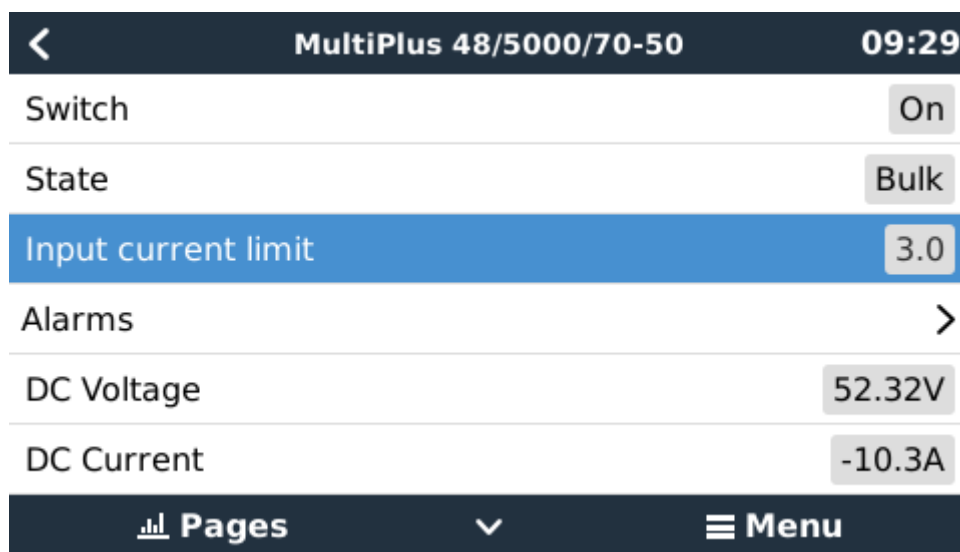 MultiPlus 48/5000/70-50 09:29
Switch On
State Bulk
Input current limit 3.0
Alarms
DC Voltage 52.32V
DC Current -10.3A
Pages Menu